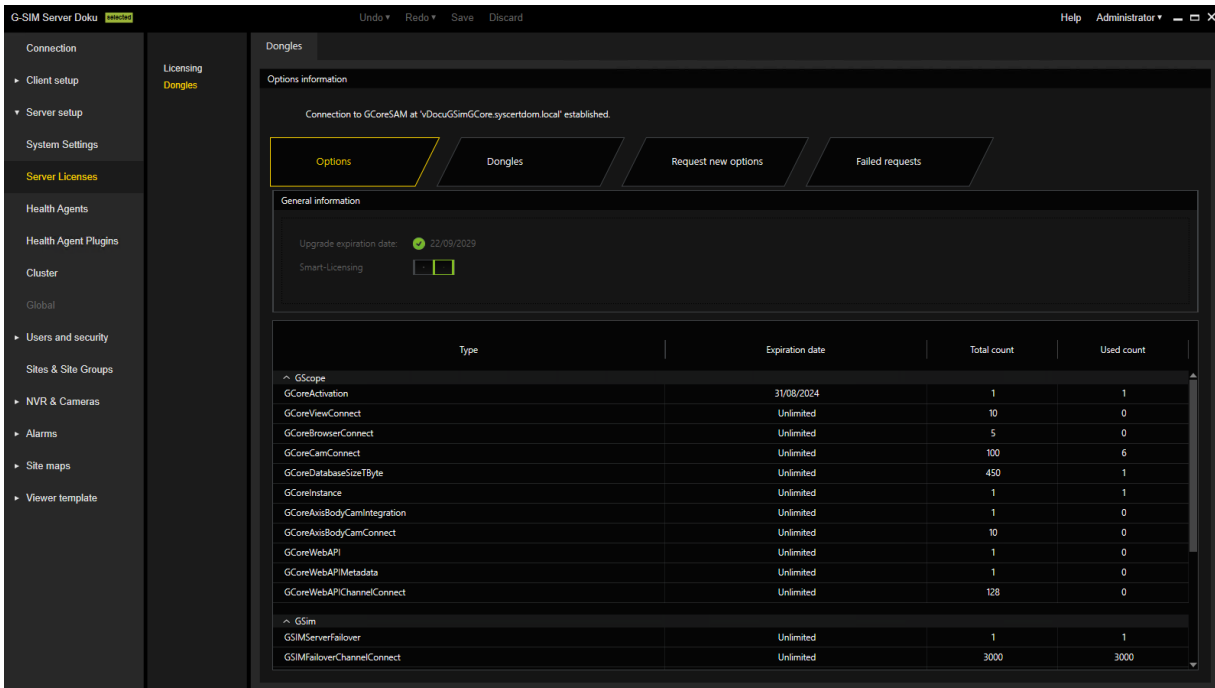 G-SIM Server Doku selected Undo ▾ Redo ▾ Save Discard Help Administrator ▾
Connection
Client setup
Server setup
System Settings
Server Licenses
Health Agents
Health Agent Plugins
Cluster
Global
Users and security
Sites & Site Groups
NVR & Cameras
Alarms
Site maps
Viewer template
Licensing
Dongles
Dongles
Options information
Connection to GCoreSAM at 'vDocuGSimGCore.syscertdom.local' established.
Options Dongles Request new options Failed requests
General information
Upgrade expiration date: 22/09/2029
Smart-Licensing
Type Expiration date Total count Used count
GScope
GCoreActivation 31/08/2024 1 1
GCoreViewConnect Unlimited 10 0
GCoreBrowserConnect Unlimited 5 0
GCoreCamConnect Unlimited 100 6
GCoreDatabaseSizeTByte Unlimited 450 1
GCoreInstance Unlimited 1 1
GCoreAxisBodyCamIntegration Unlimited 1 0
GCoreAxisBodyCamConnect Unlimited 10 0
GCoreWebAPI Unlimited 1 0
GCoreWebAPIMetadata Unlimited 1 0
GCoreWebAPIChannelConnect Unlimited 128 0
GSim
GSIMServerFailover Unlimited 1 1
GSIMFailoverChannelConnect Unlimited 3000 3000